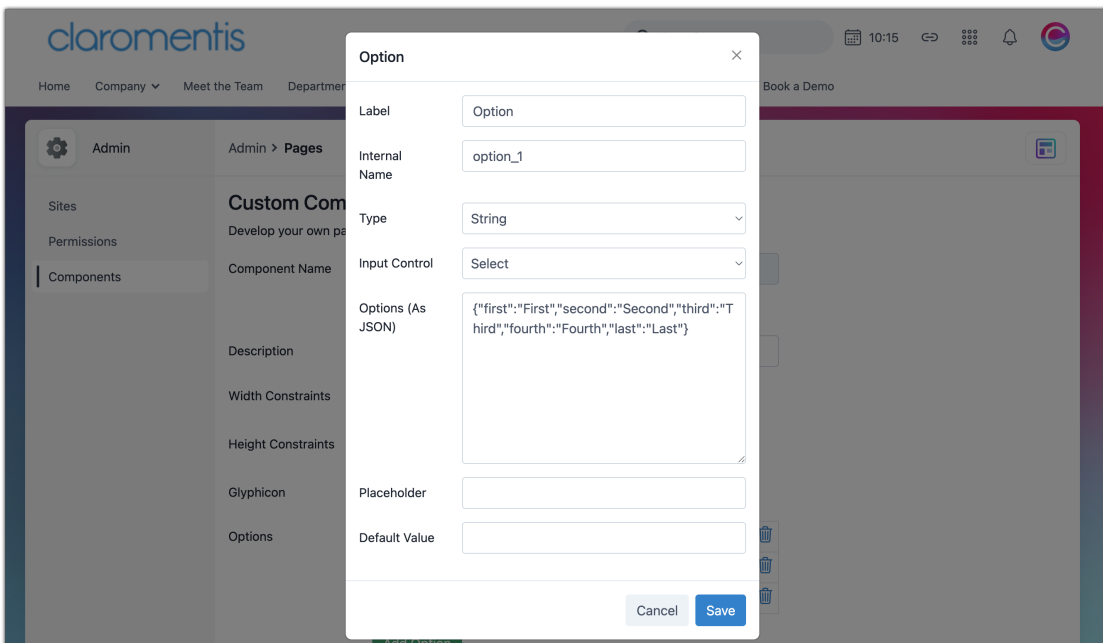 claromentis
10:15
Home
Company
Meet the Team
Book a Demo
Admin
Admin > Pages
Sites
Permissions
Components
Custom Com
Develop your own pa
Component Name
Description
Width Constraints
Height Constraints
Glyphicon
Options
Option
Label
Option
Internal
Name
option_1
Type
String
Input Control
Select
Options (As
JSON)
{"first":"First","second":"Second","third":"T
hird","fourth":"Fourth","last":"Last"}
Placeholder
Default Value
Cancel
Save
Add Option